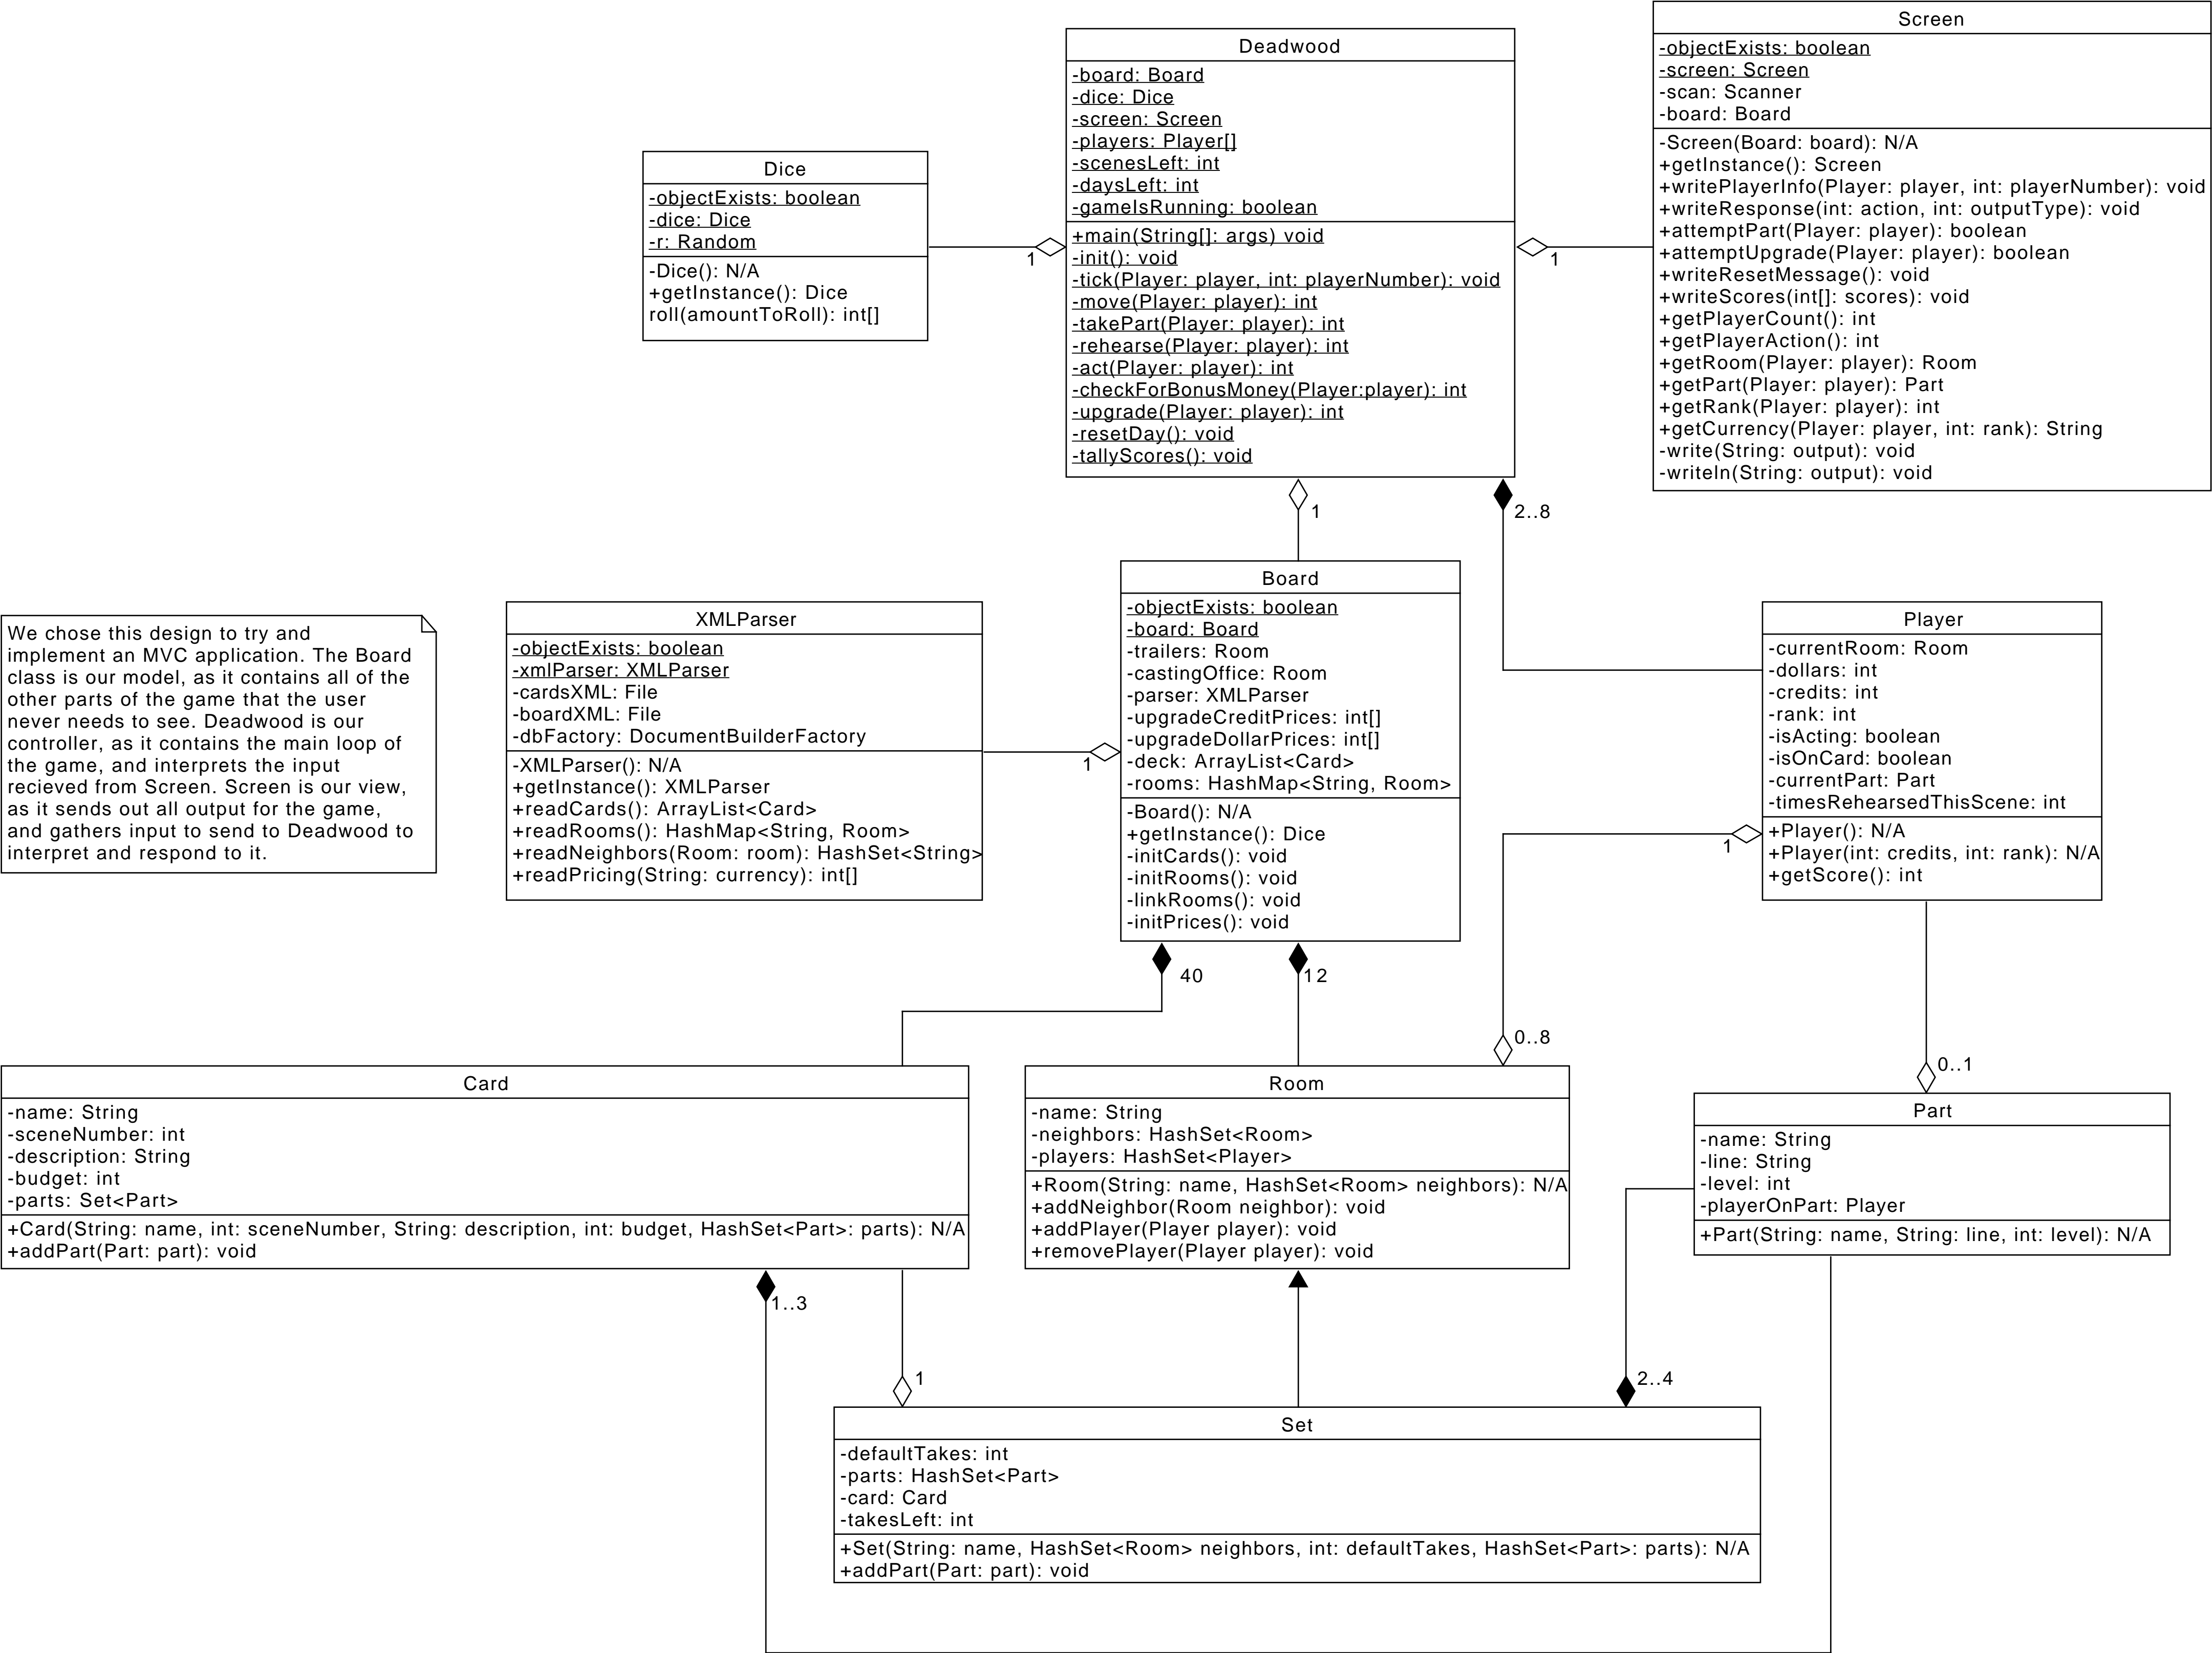 Screen
-objectExists: boolean
-screen: Screen
-scan: Scanner
-board: Board
-Screen(Board: board): N/A
+getInstance(): Screen
+writePlayerInfo(Player: player, int: playerNumber): void
+writeResponse(int: action, int: outputType): void
+attemptPart(Player: player): boolean
+attemptUpgrade(Player: player): boolean
+writeResetMessage(): void
+writeScores(int[]: scores): void
+getPlayerCount(): int
+getPlayerAction(): int
+getRoom(Player: player): Room
+getPart(Player: player): Part
+getRank(Player: player): int
+getCurrency(Player: player, int: rank): String
-write(String: output): void
-writeln(String: output): void
Deadwood
-board: Board
-dice: Dice
-screen: Screen
-players: Player[]
-scenesLeft: int
-daysLeft: int
-gameIsRunning: boolean
+main(String[]: args) void
-init(): void
-tick(Player: player, int: playerNumber): void
-move(Player: player): int
-takePart(Player: player): int
-rehearse(Player: player): int
-act(Player: player): int
-checkForBonusMoney(Player:player): int
-upgrade(Player: player): int
-resetDay(): void
-tallyScores(): void
Dice
-objectExists: boolean
-dice: Dice
-r: Random
-Dice(): N/A
+getInstance(): Dice
roll(amountToRoll): int[]
1
1
1
2..8
We chose this design to try and
implement an MVC application. The Board
class is our model, as it contains all of the
other parts of the game that the user
never needs to see. Deadwood is our
controller, as it contains the main loop of
the game, and interprets the input
recieved from Screen. Screen is our view,
as it sends out all output for the game,
and gathers input to send to Deadwood to
interpret and respond to it.
XMLParser
-objectExists: boolean
-xmlParser: XMLParser
-cardsXML: File
-boardXML: File
-dbFactory: DocumentBuilderFactory
-XMLParser(): N/A
+getInstance(): XMLParser
+readCards(): ArrayList<Card>
+readRooms(): HashMap<String, Room>
+readNeighbors(Room: room): HashSet<String>
+readPricing(String: currency): int[]
1
Board
-objectExists: boolean
-board: Board
-trailers: Room
-castingOffice: Room
-parser: XMLParser
-upgradeCreditPrices: int[]
-upgradeDollarPrices: int[]
-deck: ArrayList<Card>
-rooms: HashMap<String, Room>
-Board(): N/A
+getInstance(): Dice
-initCards(): void
-initRooms(): void
-linkRooms(): void
-initPrices(): void
Player
-currentRoom: Room
-dollars: int
-credits: int
-rank: int
-isActing: boolean
-isOnCard: boolean
-currentPart: Part
-timesRehearsedThisScene: int
+Player(): N/A
+Player(int: credits, int: rank): N/A
+getScore(): int
1
40
12
0..8
0..1
Card
-name: String
-sceneNumber: int
-description: String
-budget: int
-parts: Set<Part>
+Card(String: name, int: sceneNumber, String: description, int: budget, HashSet<Part>: parts): N/A
+addPart(Part: part): void
Room
-name: String
-neighbors: HashSet<Room>
-players: HashSet<Player>
+Room(String: name, HashSet<Room> neighbors): N/A
+addNeighbor(Room neighbor): void
+addPlayer(Player player): void
+removePlayer(Player player): void
Part
-name: String
-line: String
-level: int
-playerOnPart: Player
+Part(String: name, String: line, int: level): N/A
1..3
1
2..4
Set
-defaultTakes: int
-parts: HashSet<Part>
-card: Card
-takesLeft: int
+Set(String: name, HashSet<Room> neighbors, int: defaultTakes, HashSet<Part>: parts): N/A
+addPart(Part: part): void